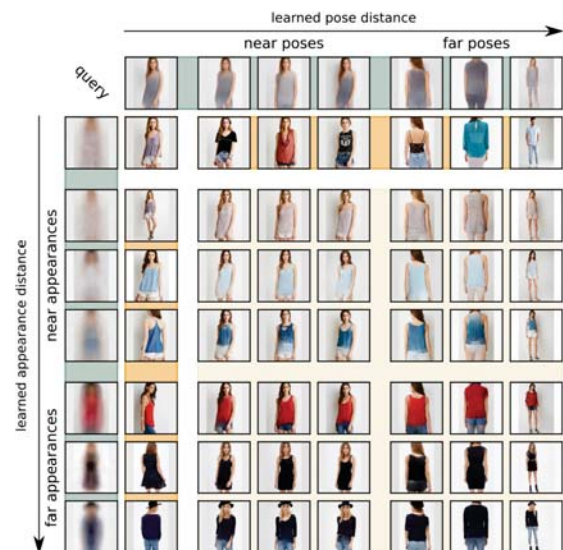 learned pose distance
near poses far poses
query
learned appearance distance
near appearances
far appearances